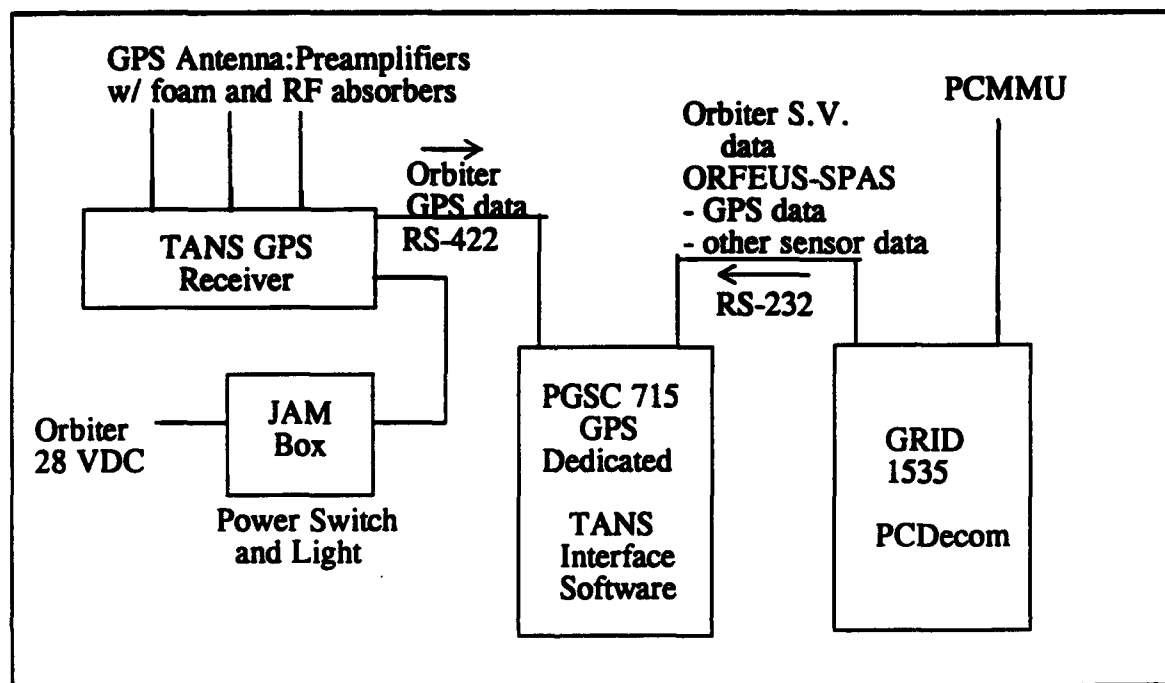 GPS Antenna:Preamplifiers
w/ foam and RF absorbers
PCMMU
Orbiter S.V.
data
ORFEUS-SPAS
- GPS data
- other sensor data
Orbiter
GPS data
RS-422
TANS GPS
Receiver
RS-232
JAM
Box
Orbiter
28 VDC
Power Switch
and Light
PGSC 715
GPS
Dedicated
TANS
Interface
Software
GRID
1535
PCDecom